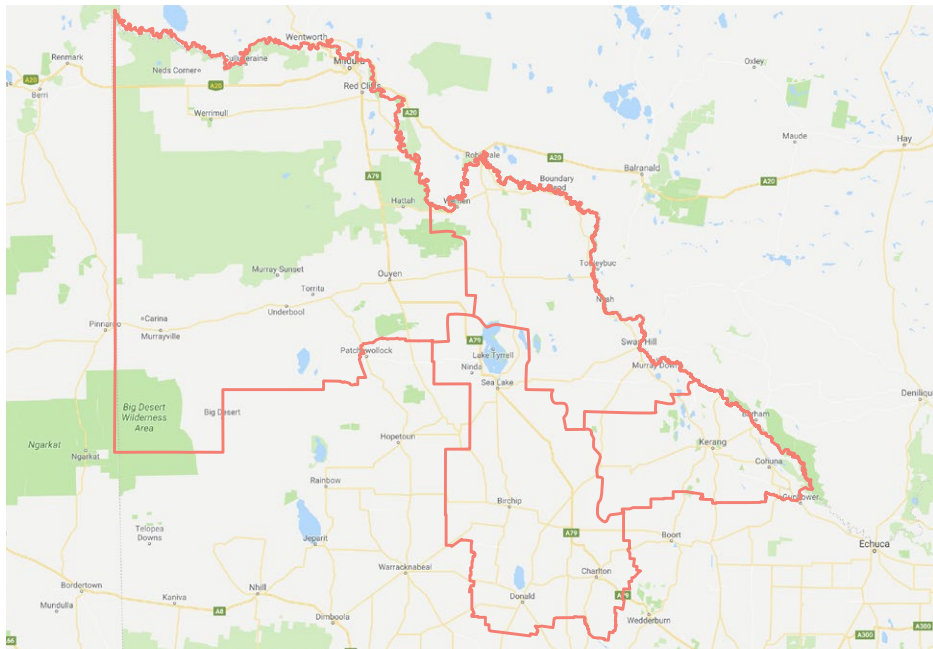 Wentworth
Renmark
Neds Corner
Mildura
A20
A20
Berri
Red Cliffs
Oxley
Werrimull
A20
Maude
Hay
Robinvale
A20
Balranald
A79
Boundary
Bend
A20
Hattah
Wemen
Tooleybuc
Murray Sunset
Ouyen
Torrita
Nyah
Underbool
Carina
Pinnaroo
Murrayville
A79
Swan Hill
Patchewollock
Lake Tyrrell
Ninda
Murray Downs
Sea Lake
Deniliquin
Big Desert
Wilderness
Area
Big Desert
Barham
Hopetoun
Kerang
Ngarkat
Ngarkat
Cohuna
Rainbow
Gunbower
Birchip
Telopea
Downs
A79
Boort
Jeparit
Echuca
Warracknabeal
Charlton
Bordertown
Nhill
Kaniva
Donald
Mundulla
A8
Dimboola
Wedderburn
A300
A300